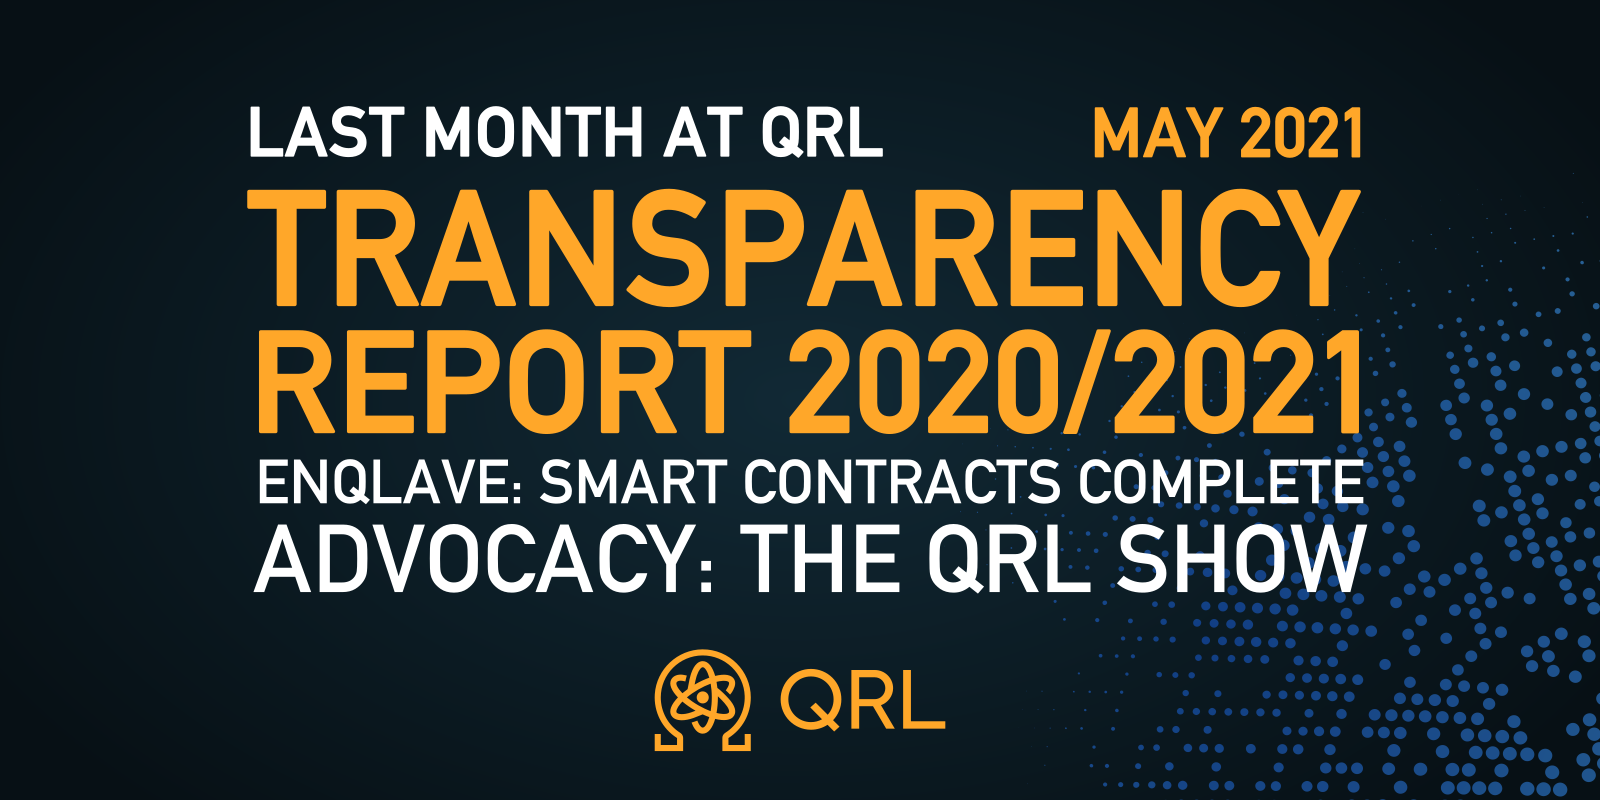 LAST MONTH AT QRL MAY 2021
TRANSPARENCY
REPORT 2020/2021
ENQLAVE: SMART CONTRACTS COMPLETE
ADVOCACY: THE QRL SHOW
QRL